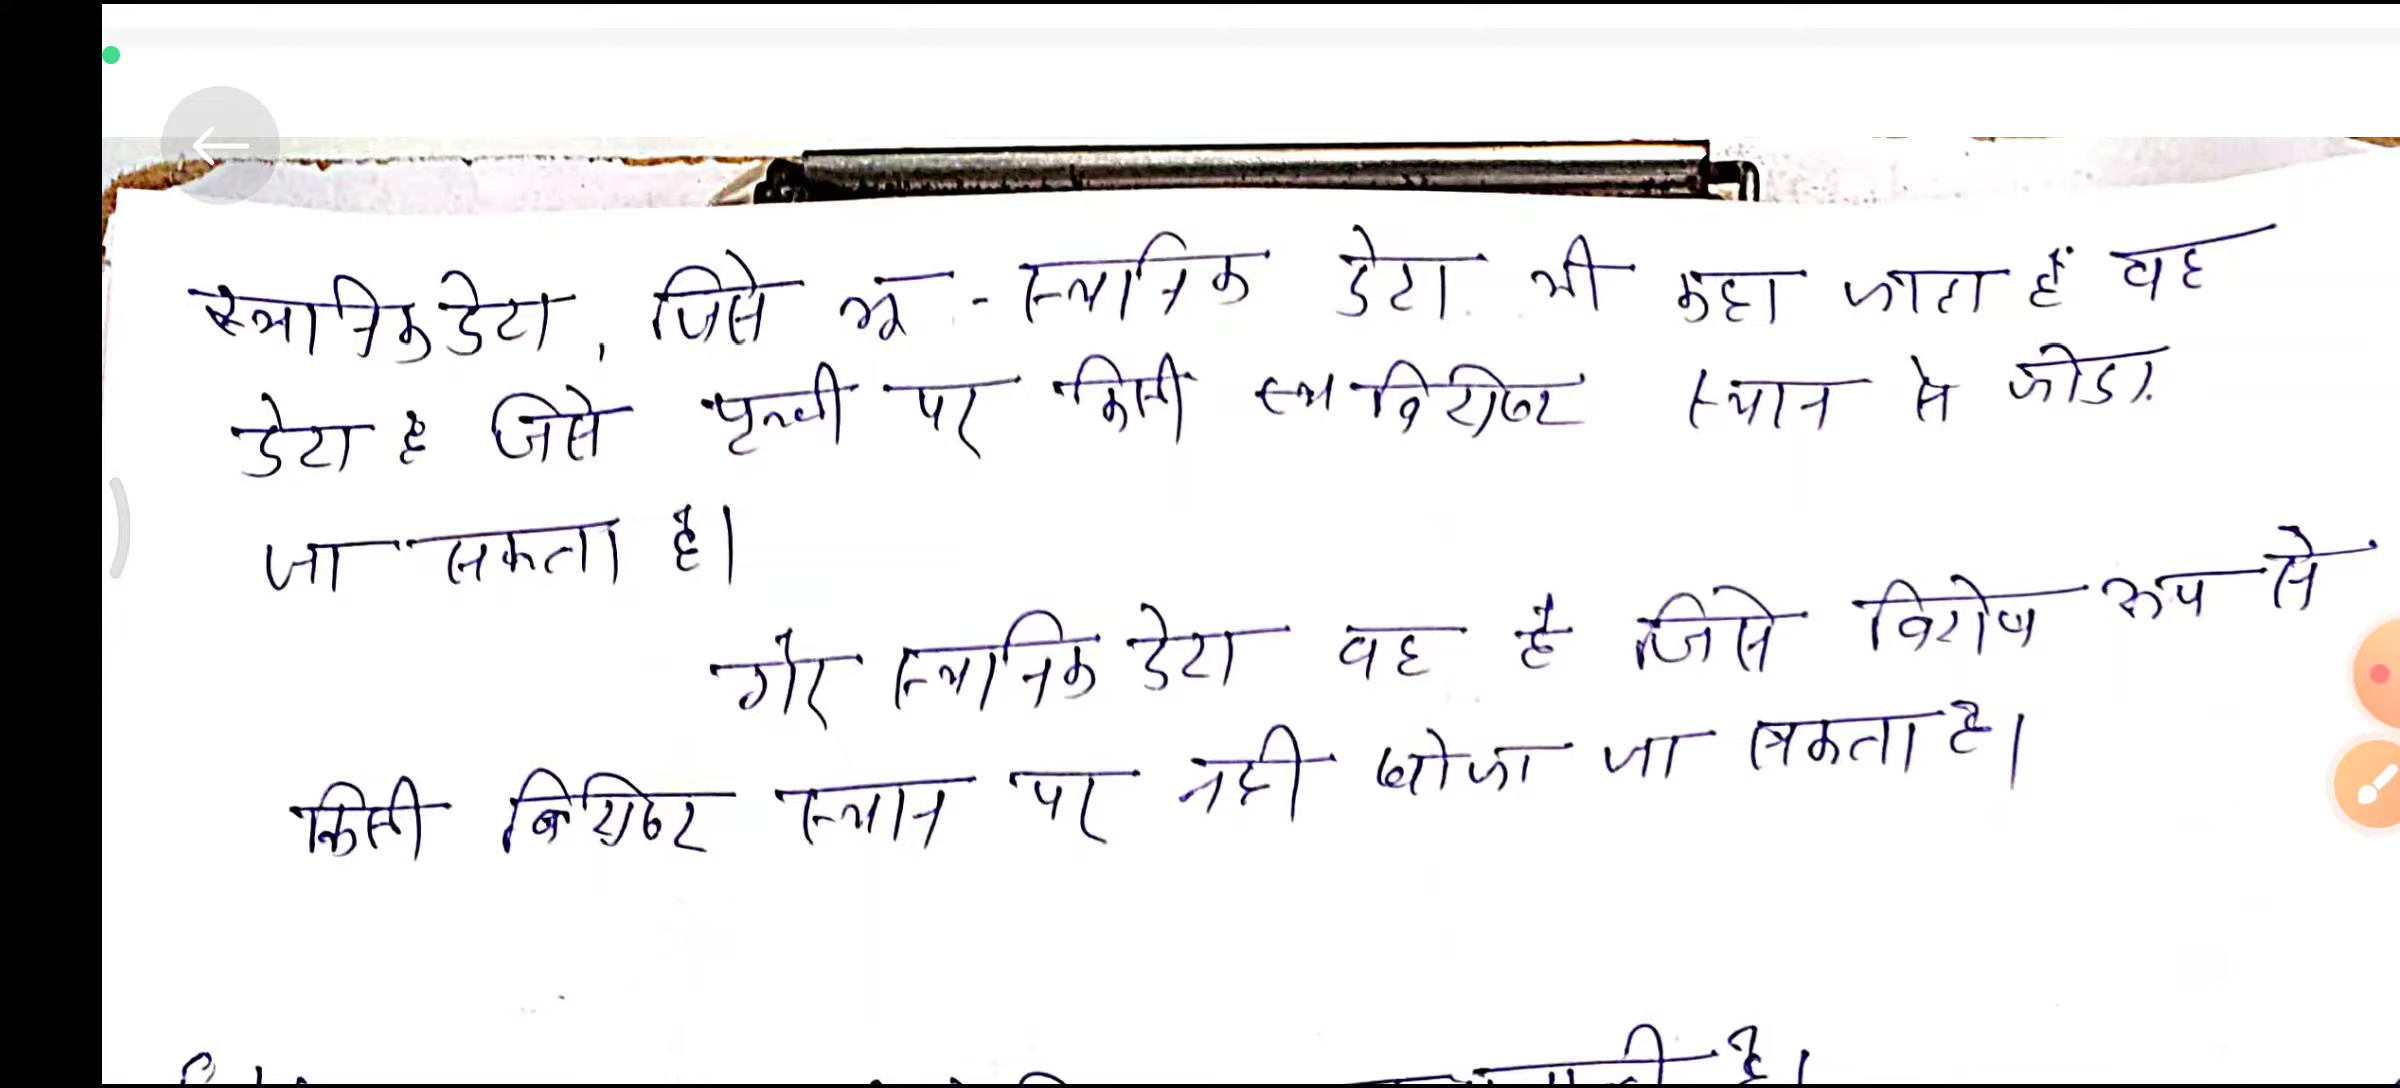 स्थानिक डेटा, जिसे भू-स्थानिक डेटा भी कहा जाता हैं वह
डेटा है जिसे पृथ्वी पर किसी विशिष्ट स्थान से जोडा
जा सकता है।
गैर स्थानिक डेटा वह है जिसे विशेष रूप से
किसी विशिष्ट स्थान पर नही खोजा जा सकता है।
है।